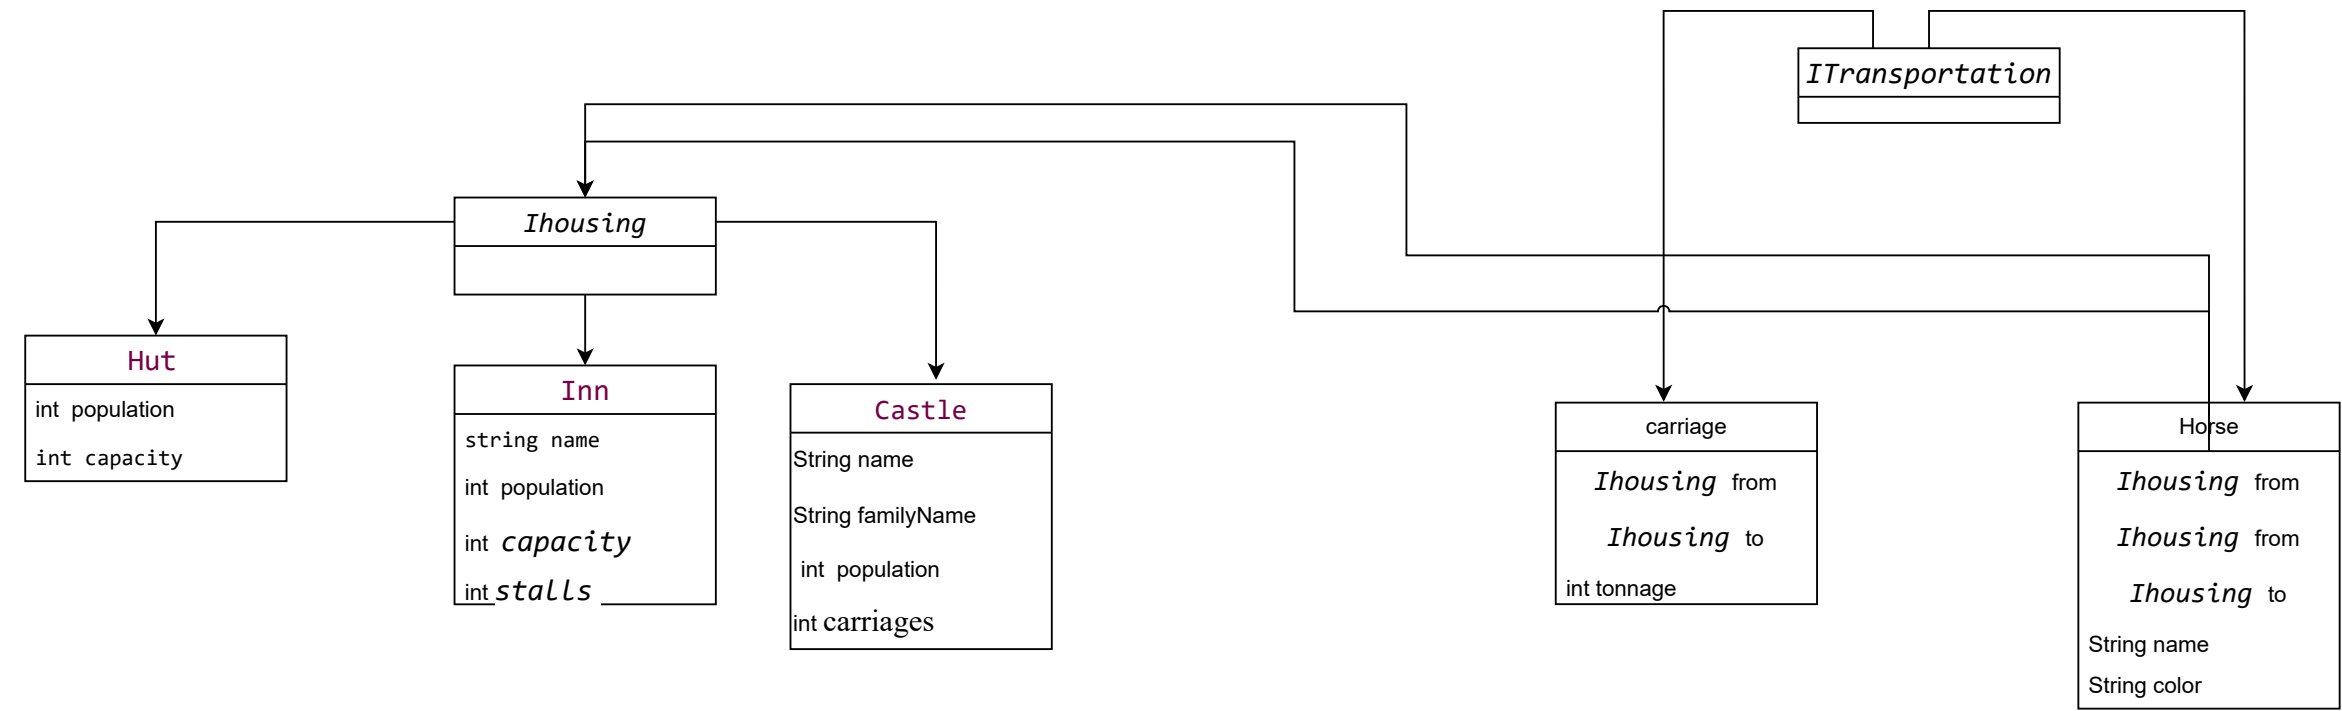 ITransportation
Ihousing
Hut
int population
int capacity
Inn
string name
int population
int capacity
int stalls
Castle
String name
String familyName
int population
int carriages
carriage
Ihousing from
Ihousing to
int tonnage
Horse
Ihousing from
Ihousing from
Ihousing to
String name
String color